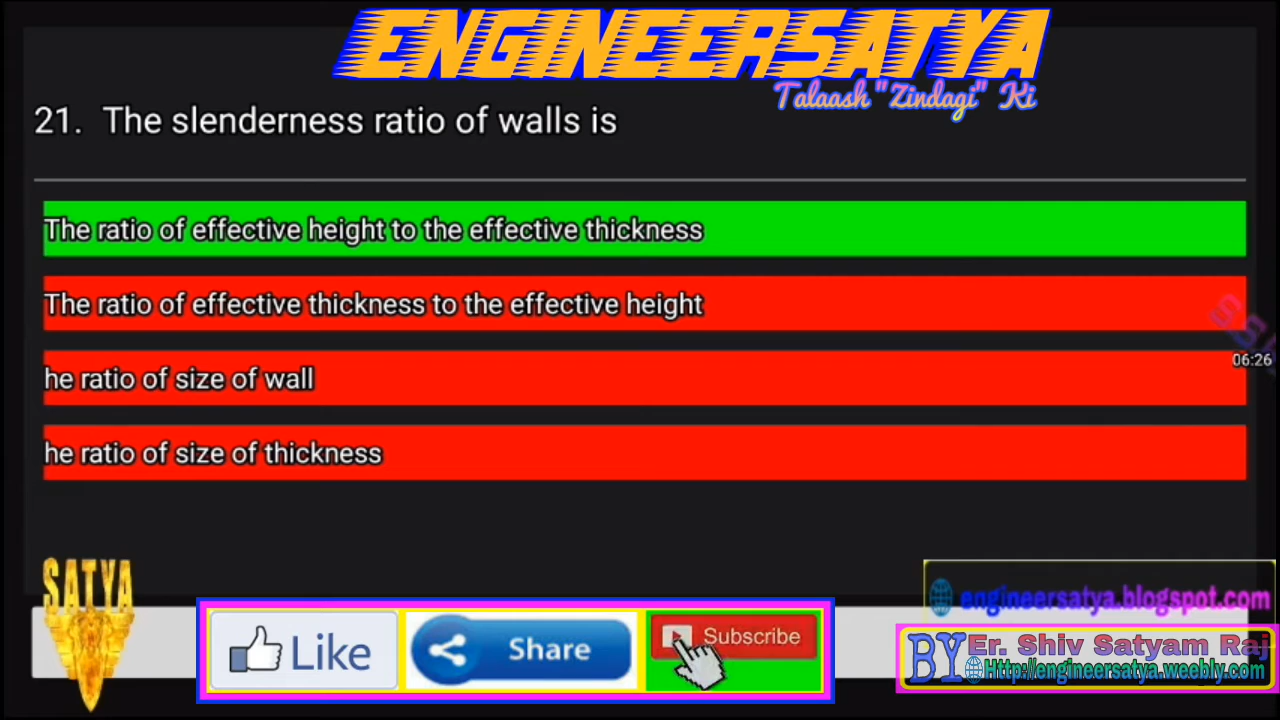 ENGINEERSATYA
Talaash "Zindagi" Ki
21. The slenderness ratio of walls is
The ratio of effective height to the effective thickness
The ratio of effective thickness to the effective height
06:26
he ratio of size of wall
he ratio of size of thickness
SATYA
engineersatya.blogspot.com
Like
Share
Subscribe
BY Er. Shiv Satyam Raj
Http://engineersatya.weebly.com